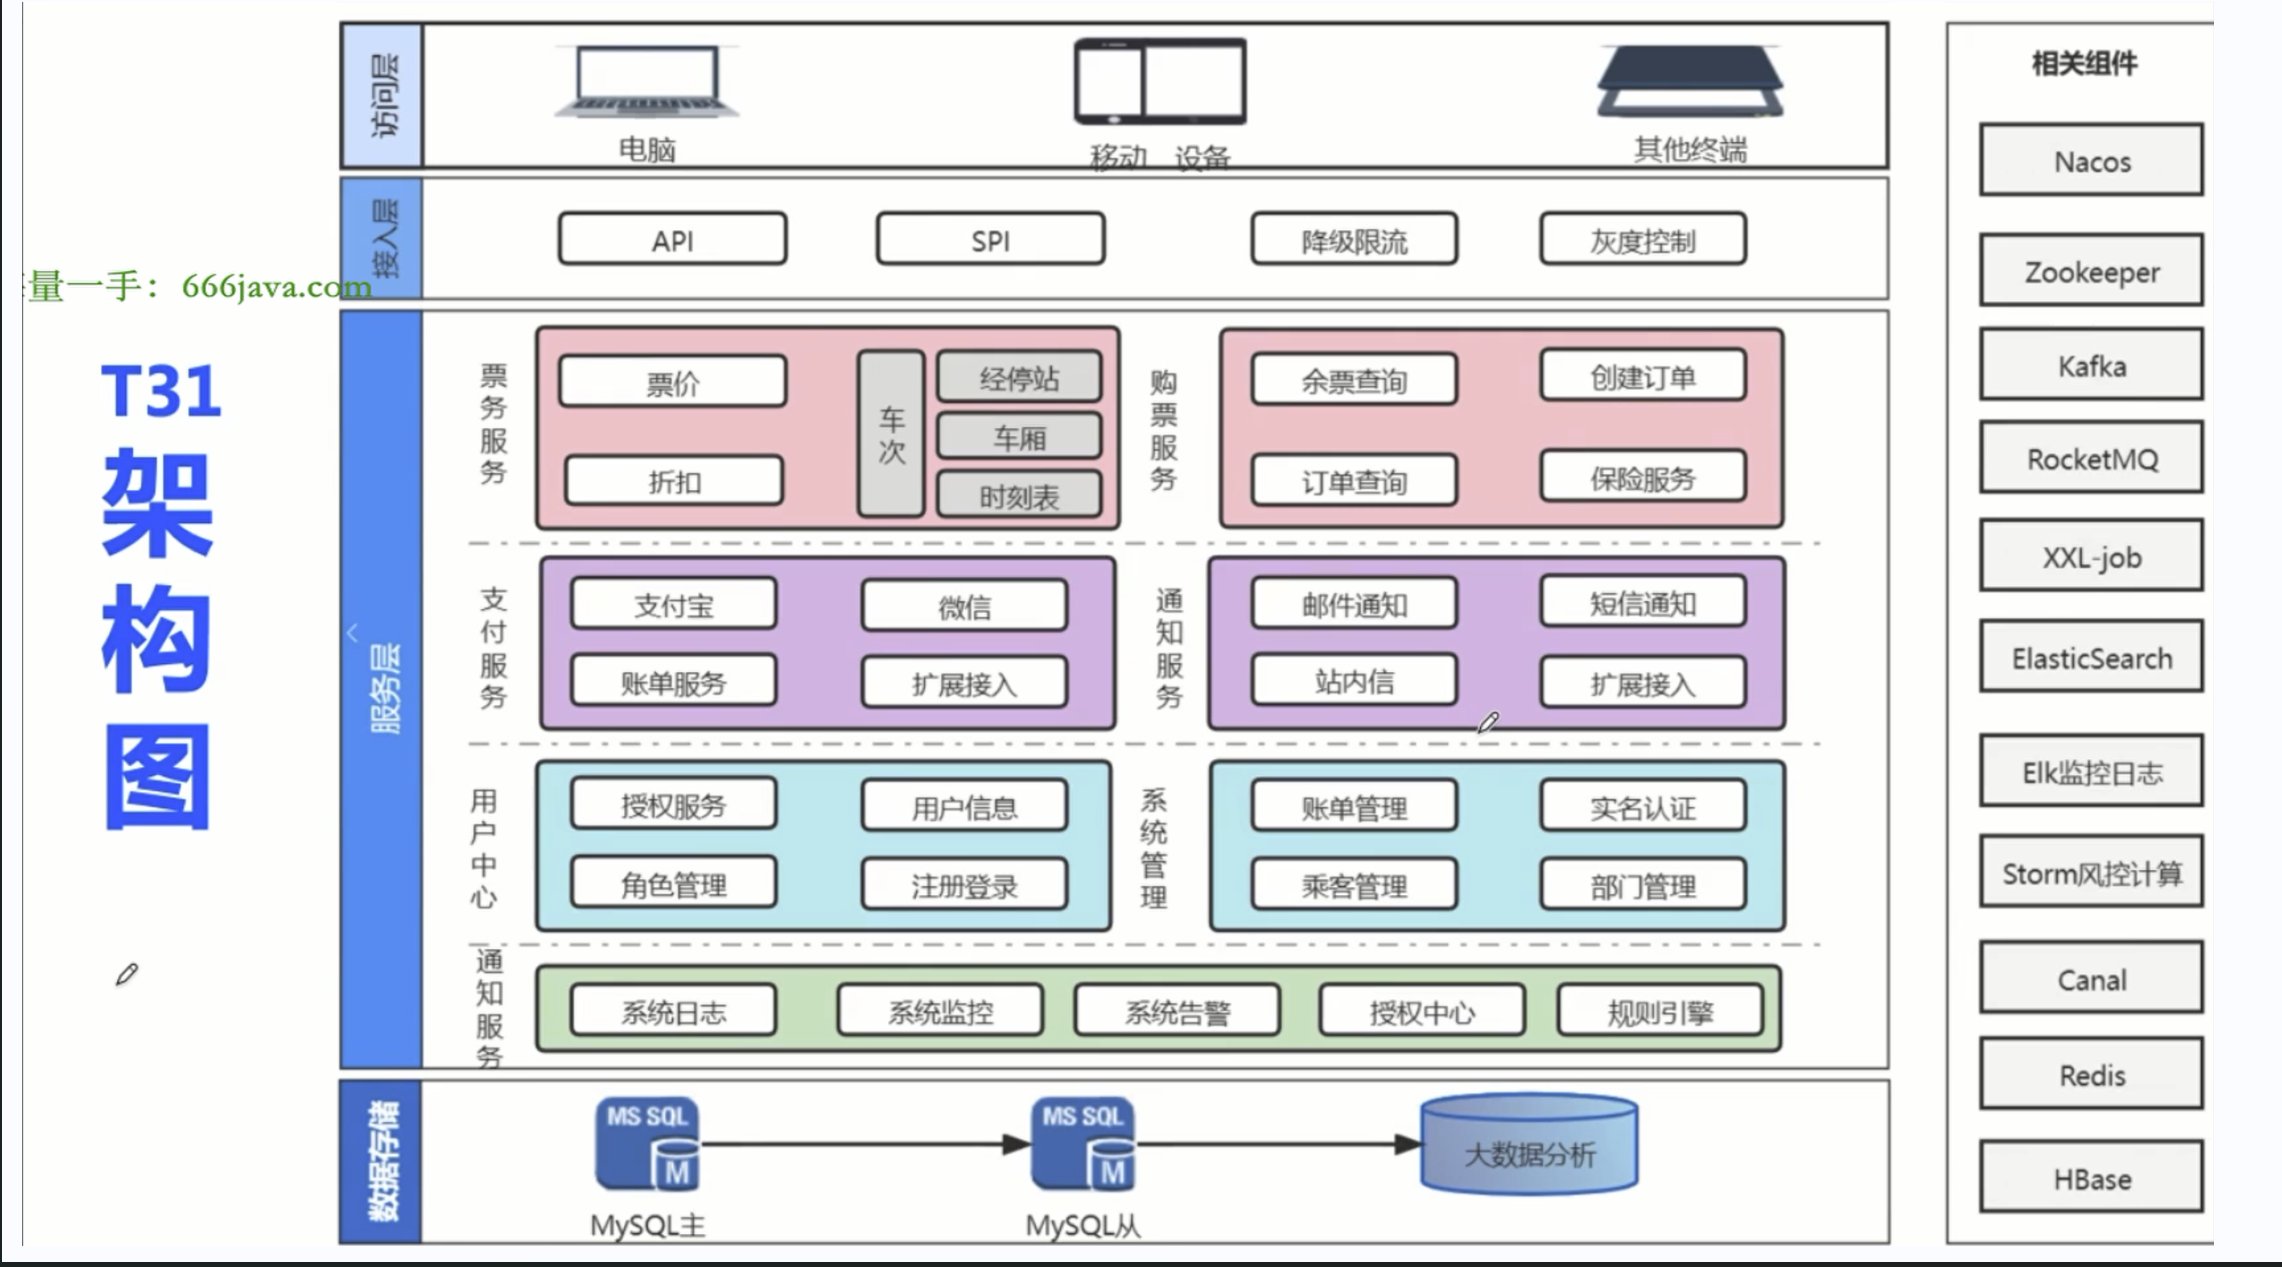 访问层
电脑
移动 设备
其他终端
接入层
API
SPI
降级限流
灰度控制
量一手：666java.com
T31
架
构
图
服务层
票务服务
票价
折扣
车次
经停站
车厢
时刻表
购票服务
余票查询
创建订单
订单查询
保险服务
支付服务
支付宝
微信
账单服务
扩展接入
通知服务
邮件通知
短信通知
站内信
扩展接入
用户中心
授权服务
用户信息
角色管理
注册登录
系统管理
账单管理
实名认证
乘客管理
部门管理
通知服务
系统日志
系统监控
系统告警
授权中心
规则引擎
数据存储
MS SQL
M
MySQL主
MS SQL
M
MySQL从
大数据分析
相关组件
Nacos
Zookeeper
Kafka
RocketMQ
XXL-job
ElasticSearch
Elk监控日志
Storm风控计算
Canal
Redis
HBase